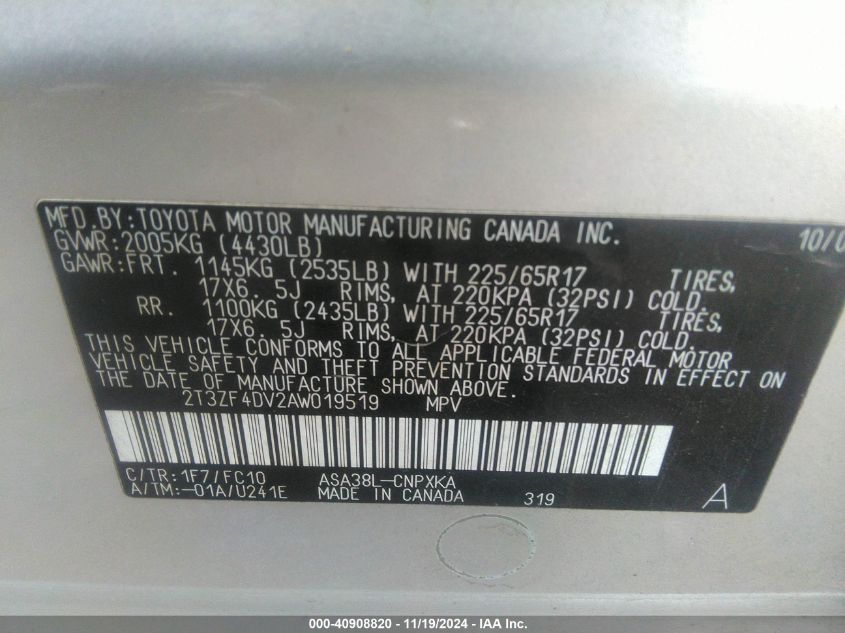 MFD.BY:TOYOTA MOTOR MANUFACTURING CANADA INC. 10/0
GVWR:2005KG (4430LB)
GAWR:FRT. 1145KG (2535LB) WITH 225/65R17 TIRES,
17X6. 5J RIMS, AT 220KPA (32PSI) COLD.
RR. 1100KG (2435LB) WITH 225/65R17 TIRES,
17X6. 5J RIMS, AT 220KPA (32PSI) COLD.
THIS VEHICLE CONFORMS TO ALL APPLICABLE FEDERAL MOTOR
VEHICLE SAFETY AND THEFT PREVENTION STANDARDS IN EFFECT ON
THE DATE OF MANUFACTURE SHOWN ABOVE.
2T3ZF4DV2AW019519 MPV
C/TR:1F7/FC10 ASA38L-CNPXKA
A/TM:-01A/U241E MADE IN CANADA 319 A
000-40908820 - 11/19/2024 - IAA Inc.